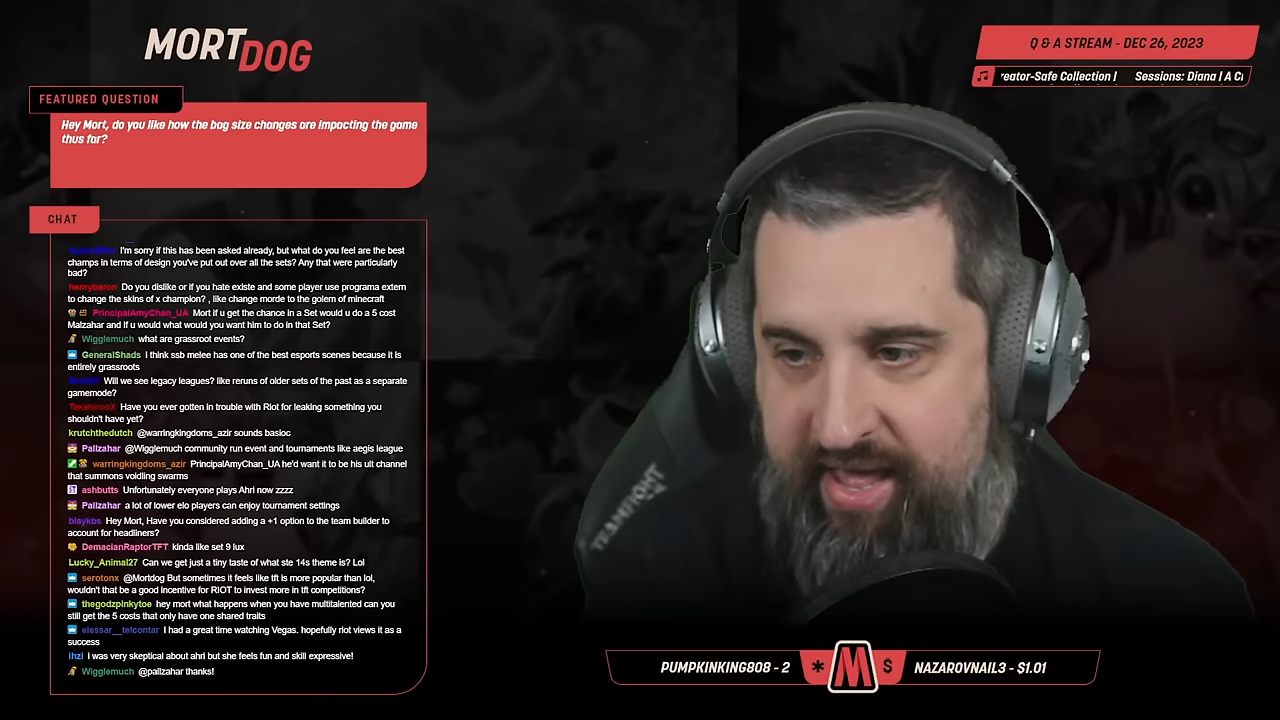 MORTDOG
Q & A STREAM - DEC 26, 2023
reator-Safe Collection | Sessions: Diana | A
FEATURED QUESTION
Hey Mort, do you like how the bag size changes are impacting the game
thus far?
CHAT
I'm sorry if this has been asked already, but what do you feel are the best
champs in terms of design you've put out over all the sets? Any that were particularly
bad?
henrybaron Do you dislike or if you hate existe and some player use programa extern
to change the skins of x champion? , like change morde to the golem of minecraft
PrincipalAmyChan_UA Mort if u get the chance in a Set would u do a 5 cost
Malzahar and if u would what would you want him to do in that Set?
Wigglemuch what are grassroot events?
GeneralShads I think ssb melee has one of the best esports scenes because it is
entirely grassroots
Will we see legacy leagues? like reruns of older sets of the past as a separate
gamemode?
Have you ever gotten in trouble with Riot for leaking something you
shouldn't have yet?
krutchthedutch @warringkingdoms_azir sounds basloc
Pallzahar @Wigglemuch community run event and tournaments like aegis league
warringkingdoms_azir PrincipalAmyChan_UA he'd want it to be his ult channel
that summons voidling swarms
ashbutts Unfortunately everyone plays Ahri now zzzz
Pallzahar a lot of lower elo players can enjoy tournament settings
blaykbs Hey Mort, Have you considered adding a +1 option to the team builder to
account for headliners?
DemacianRaptorTFT kinda like set 9 lux
Lucky_Animal27 Can we get just a tiny taste of what ste 14s theme is? Lol
serotonx @Mortdog But sometimes it feels like tft is more popular than lol,
wouldn't that be a good incentive for RIOT to invest more in tft competitions?
thegodzpinkytoe hey mort what happens when you have multitalented can you
still get the 5 costs that only have one shared traits
elessar__telcontar I had a great time watching Vegas. hopefully riot views it as a
success
ihzi I was very skeptical about ahri but she feels fun and skill expressive!
Wigglemuch @pallzahar thanks!
TEAMFIGHT
PUMPKINKING808 - 2 * M $ NAZAROVNAIL3 - $1.01